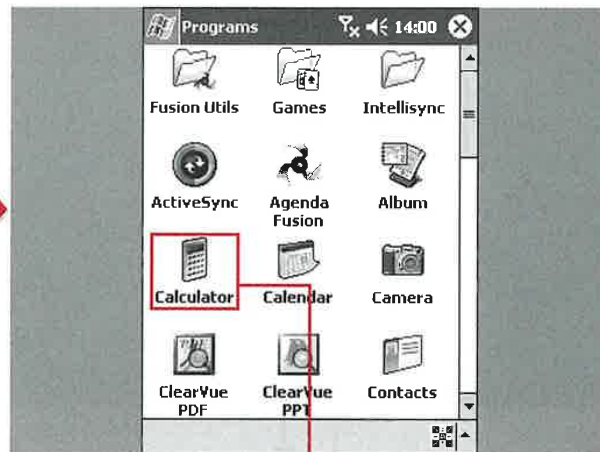 Programs 14:00
Fusion Utils Games Intellisync
ActiveSync Agenda Fusion Album
Calculator Calendar Camera
ClearVue PDF ClearVue PPT Contacts